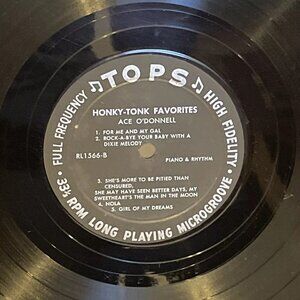 TOPS
FULL FREQUENCY
HIGH FIDELITY
HONKY-TONK FAVORITES
ACE O'DONNELL
1. FOR ME AND MY GAL
2. ROCK-A-BYE YOUR BABY WITH A
DIXIE MELODY
RL1566-B
PIANO & RHYTHM
3. SHE'S MORE TO BE PITIED THAN
CENSURED,
SHE MAY HAVE SEEN BETTER DAYS, MY
SWEETHEART'S THE MAN IN THE MOON
4. NOLA
5. GIRL OF MY DREAMS
33⅓ RPM LONG PLAYING MICROGROOVE